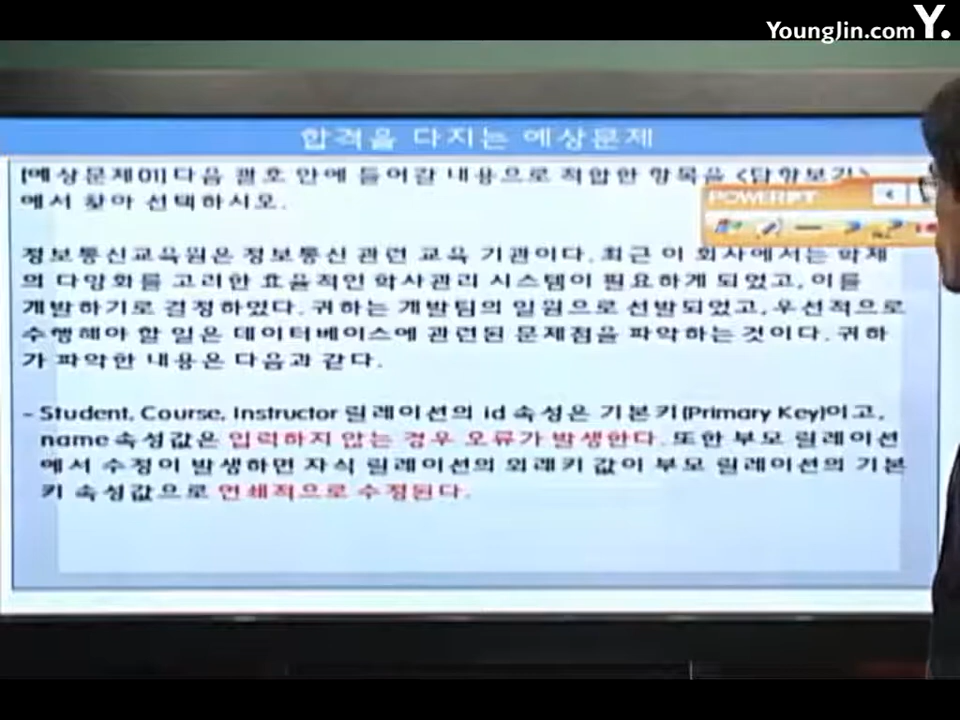 YoungJin.com Y.
합격을 다지는 예상문제
[예상문제01] 다음 괄호 안에 들어갈 내용으로 적합한 항목을 <답항보기>
에서 찾아 선택하시오.
POWER
정보통신교육원은 정보통신 관련 교육 기관이다. 최근 이 회사에서는 학제
의 다양화를 고려한 효율적인 학사관리 시스템이 필요하게 되었고, 이를
개발하기로 결정하였다. 귀하는 개발팀의 일원으로 선발되었고, 우선적으로
수행해야 할 일은 데이터베이스에 관련된 문제점을 파악하는 것이다. 귀하
가 파악한 내용은 다음과 같다.
- Student, Course, Instructor 릴레이션의 id 속성은 기본키(Primary Key)이고,
name 속성값은 입력하지 않는 경우 오류가 발생한다. 또한 부모 릴레이션
에서 수정이 발생하면 자식 릴레이션의 외래키 값이 부모 릴레이션의 기본
키 속성값으로 연쇄적으로 수정된다.